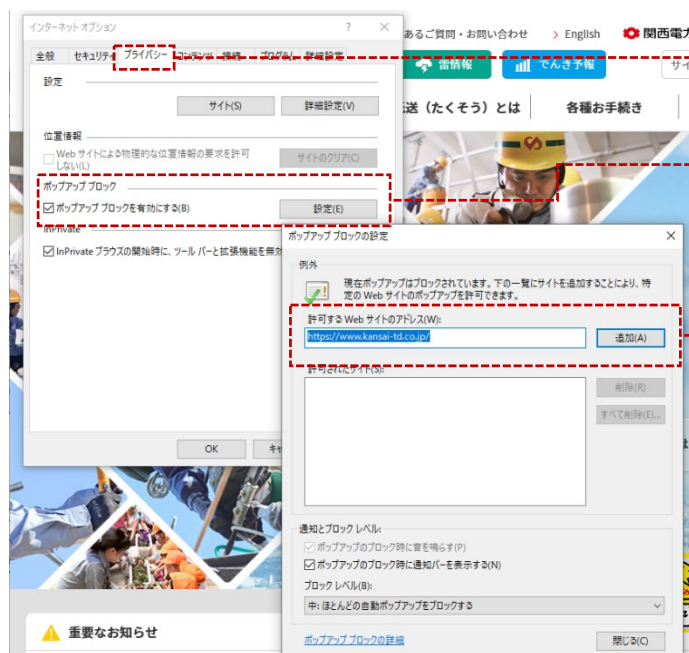 インターネット オプション
? ×
あるご質問・お問い合わせ
> English
関西電
全般 セキュリティ プライバシー コンテンツ 接続 プログラム 詳細設定
雷情報
でんき予報
サイ
設定
サイト(S)
詳細設定(V)
送（たくそう）とは
各種お手続き
位置情報
Web サイトによる物理的な位置情報の要求を許可しない(L)
サイトのクリア(C)
ポップアップ ブロック
ポップアップ ブロックを有効にする(B)
設定(E)
InPrivate
InPrivate ブラウズの開始時に、ツール バーと拡張機能を無効
ポップアップ ブロックの設定
×
例外
現在ポップアップはブロックされています。下の一覧にサイトを追加することにより、特
定の Web サイトのポップアップを許可できます。
許可する Web サイトのアドレス(W):
https://www.kansai-td.co.jp/
追加(A)
許可されたサイト(S):
削除(R)
すべて削除(E)...
OK
キャ
通知とブロック レベル:
ポップアップのブロック時に音を鳴らす(P)
ポップアップのブロック時に通知バーを表示する(N)
ブロック レベル(B):
中: ほとんどの自動ポップアップをブロックする
重要なお知らせ
ポップアップ ブロックの詳細
閉じる(C)